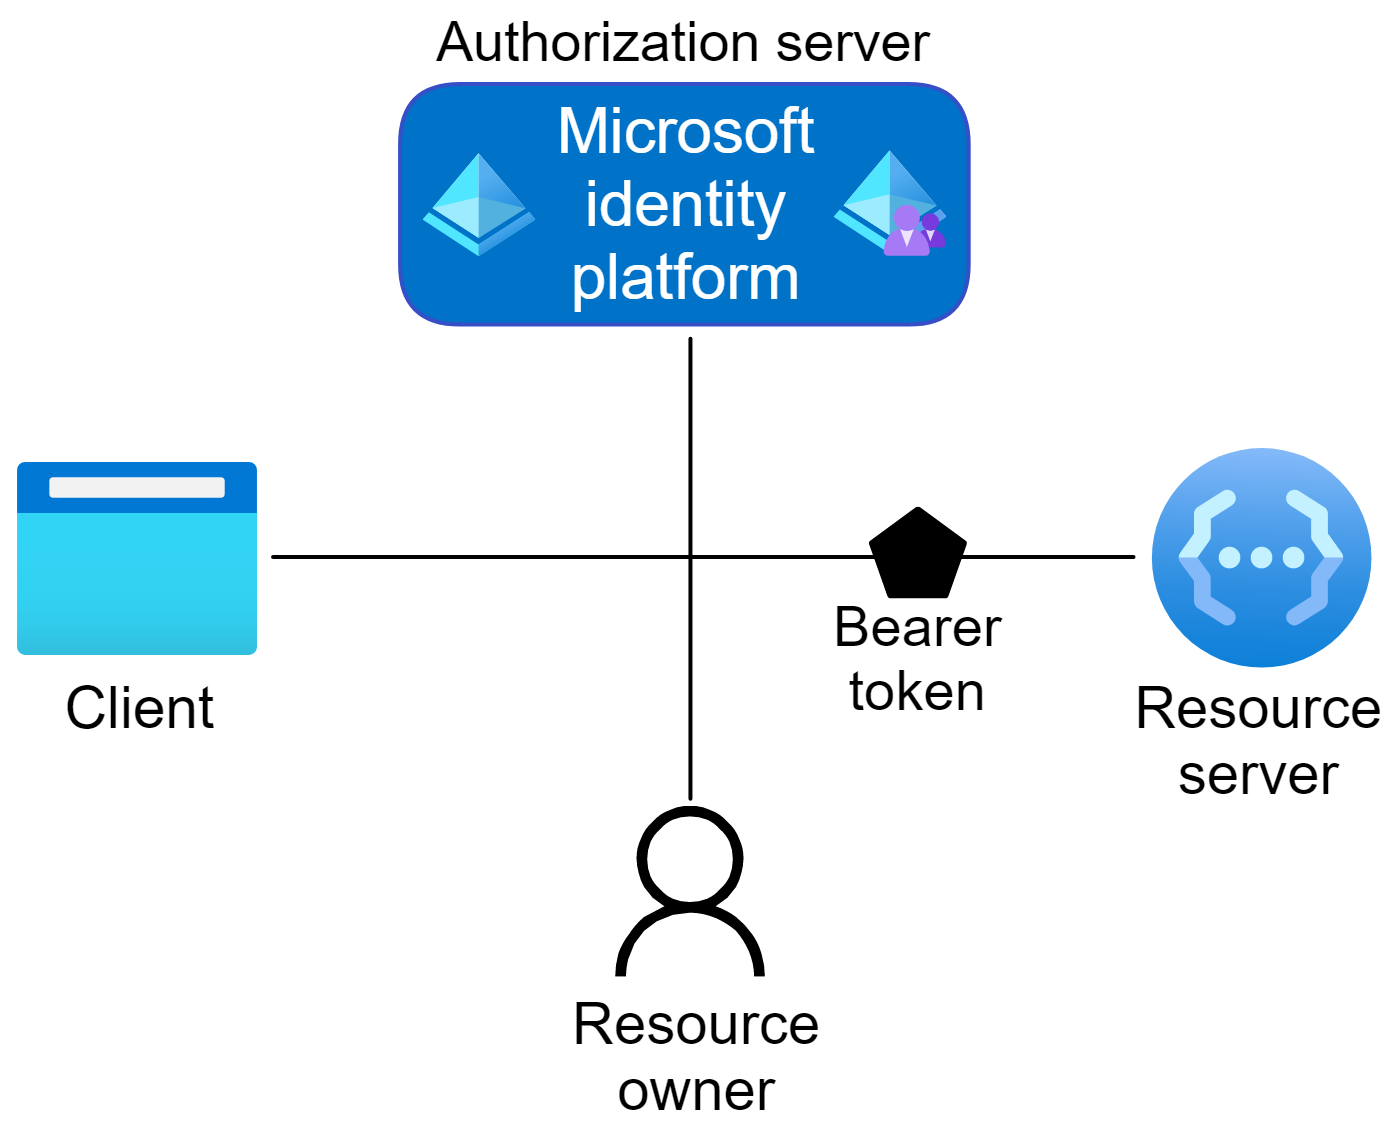 Authorization server
Microsoft
identity
platform
Client
Bearer
token
Resource
server
Resource
owner